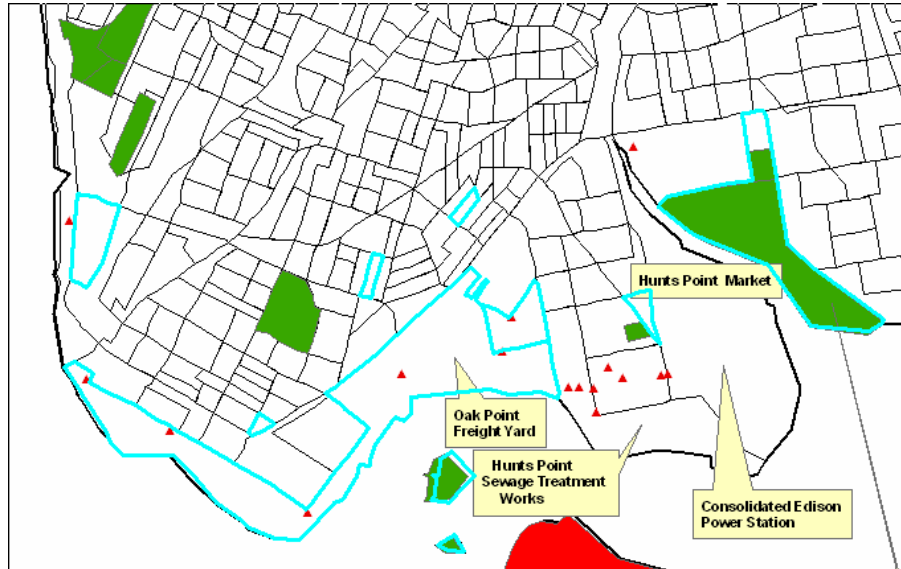 Hunts Point Market
Oak Point
Freight Yard
Hunts Point
Sewage Treatment
Works
Consolidated Edison
Power Station